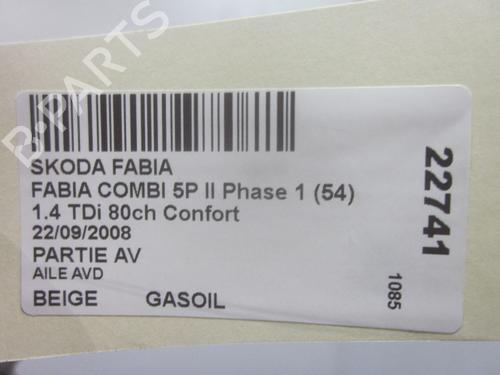 B-PARTS
SKODA FABIA
FABIA COMBI 5P II Phase 1 (54)
1.4 TDi 80ch Confort
22/09/2008
PARTIE AV
AILE AVD
BEIGE GASOIL
22741
1085